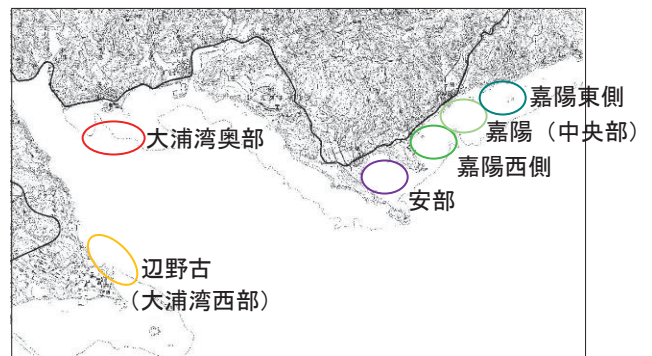 嘉陽東側
嘉陽（中央部）
大浦湾奥部
嘉陽西側
安部
辺野古
（大浦湾西部）